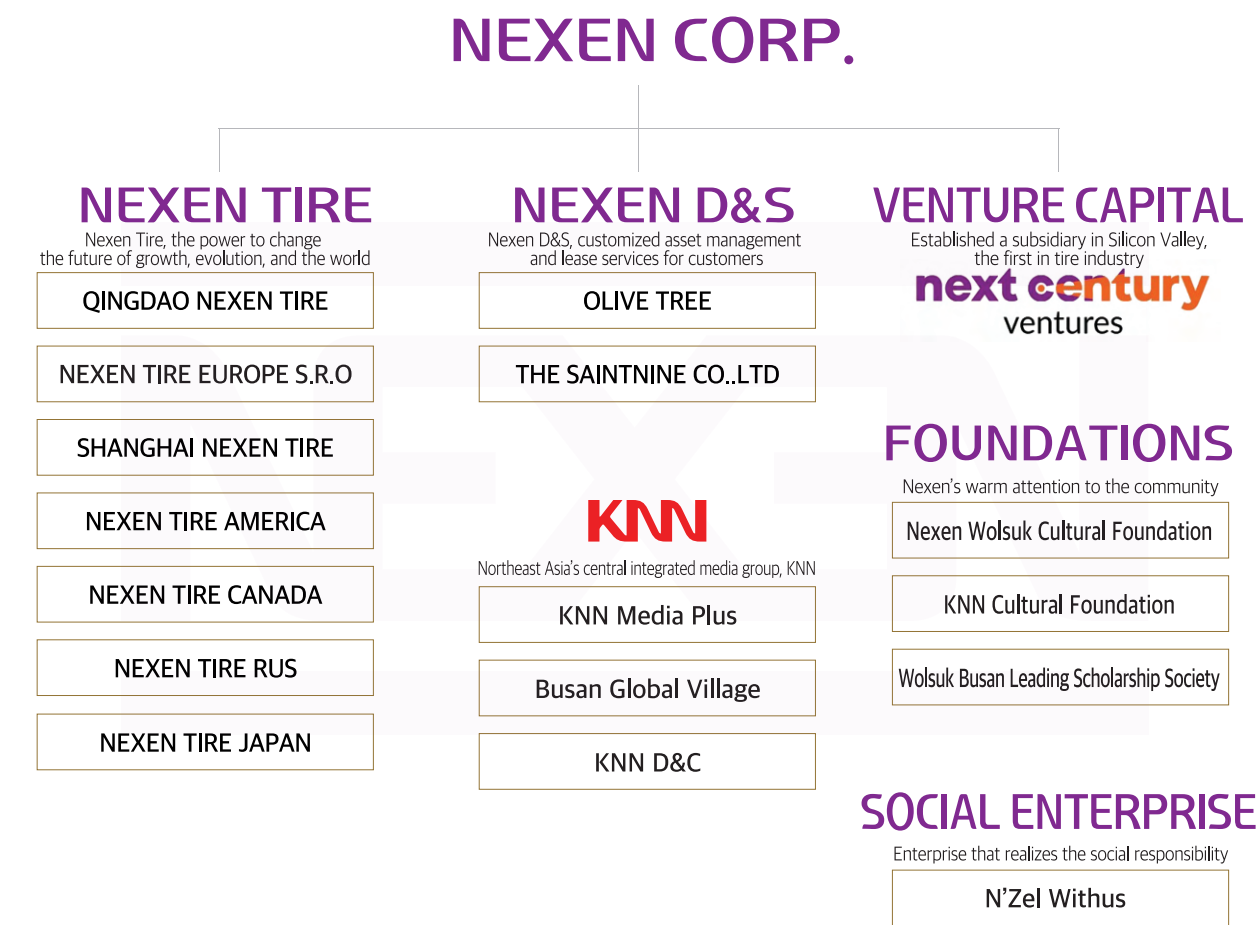 NEXEN CORP.
NEXEN TIRE
Nexen Tire, the power to change
the future of growth, evolution, and the world
QINGDAO NEXEN TIRE
NEXEN TIRE EUROPE S.R.O
SHANGHAI NEXEN TIRE
NEXEN TIRE AMERICA
NEXEN TIRE CANADA
NEXEN TIRE RUS
NEXEN TIRE JAPAN
NEXEN D&S
Nexen D&S, customized asset management
and lease services for customers
OLIVE TREE
THE SAINTNINE CO..LTD
KNN
Northeast Asia's central integrated media group, KNN
KNN Media Plus
Busan Global Village
KNN D&C
VENTURE CAPITAL
Established a subsidiary in Silicon Valley,
the first in tire industry
next century
ventures
FOUNDATIONS
Nexen's warm attention to the community
Nexen Wolsuk Cultural Foundation
KNN Cultural Foundation
Wolsuk Busan Leading Scholarship Society
SOCIAL ENTERPRISE
Enterprise that realizes the social responsibility
N'Zel Withus
NEXEN